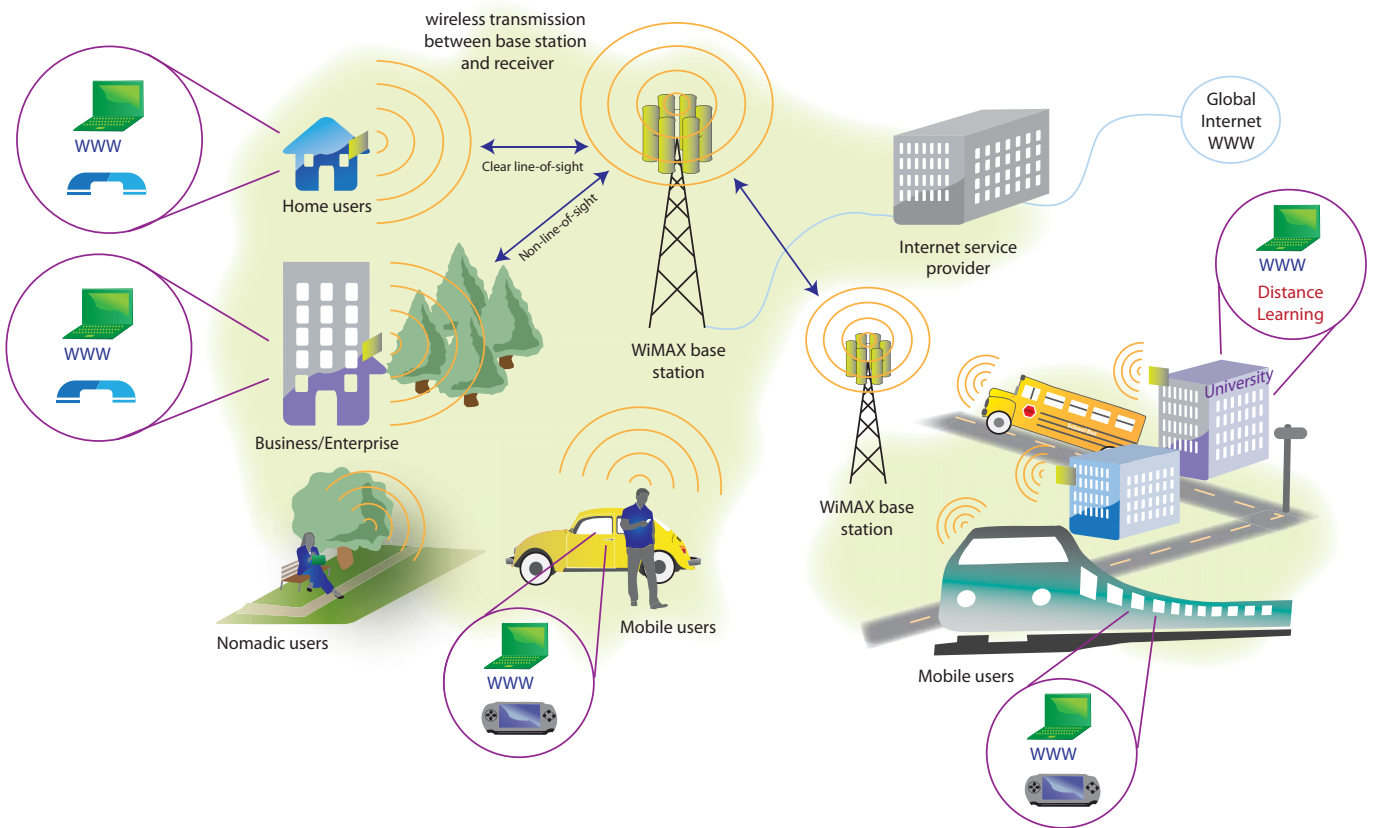 wireless transmission
between base station
and receiver
Global
Internet
WWW
WWW
Clear line-of-sight
Home users
Non-line-of-sight
Internet service
provider
WWW
Distance
Learning
WWW
WiMAX base
station
University
Business/Enterprise
WiMAX base
station
Nomadic users
Mobile users
WWW
Mobile users
WWW